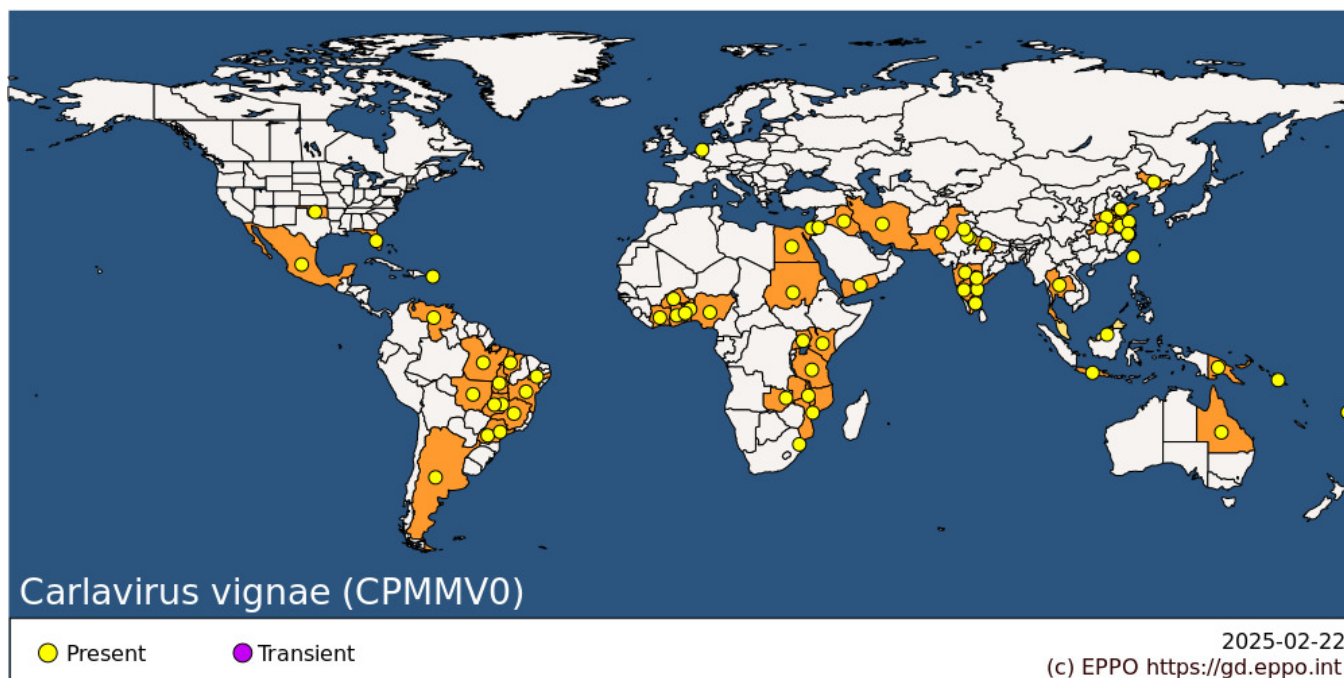 Carlavirus vignae (CPMMV0)
Present
Transient
2025-02-22
(c) EPPO https://gd.eppo.int